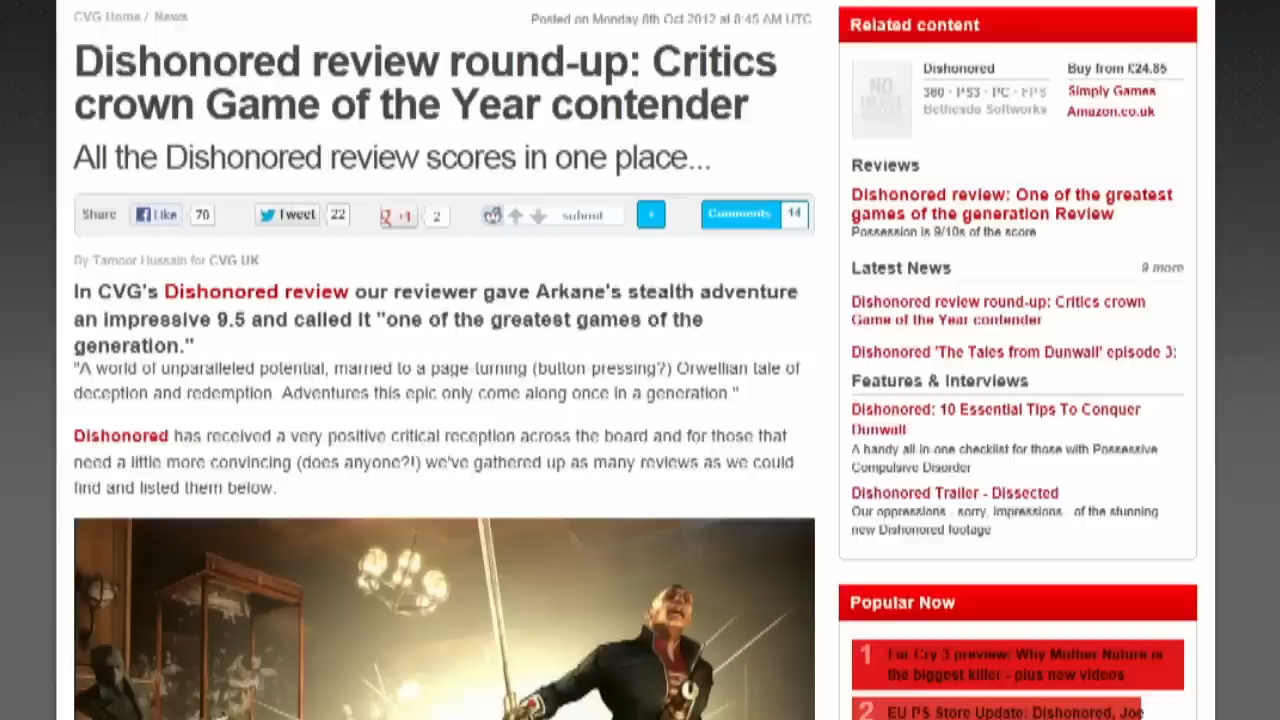 CVG Home / News
Posted on Monday 8th Oct 2012 at 8:45 AM UTC
Dishonored review round-up: Critics
crown Game of the Year contender
All the Dishonored review scores in one place...
Share Like 70 Tweet 22 +1 2 submit + Comments 14
By Tamoor Hussain for CVG UK
In CVG's Dishonored review our reviewer gave Arkane's stealth adventure
an impressive 9.5 and called it "one of the greatest games of the
generation."
"A world of unparalleled potential, married to a page-turning (button-pressing?) Orwellian tale of
deception and redemption. Adventures this epic only come along once in a generation."
Dishonored has received a very positive critical reception across the board and for those that
need a little more convincing (does anyone?!) we've gathered up as many reviews as we could
find and listed them below.
Related content
NO
IMAGE
Dishonored
360 · PS3 · PC · FPS
Bethesda Softworks
Buy from £24.85
Simply Games
Amazon.co.uk
Reviews
Dishonored review: One of the greatest
games of the generation Review
Possession is 9/10s of the score
Latest News
9 more
Dishonored review round-up: Critics crown
Game of the Year contender
Dishonored 'The Tales from Dunwall' episode 3:
Features & Interviews
Dishonored: 10 Essential Tips To Conquer
Dunwall
A handy all-in-one checklist for those with Possessive
Compulsive Disorder
Dishonored Trailer - Dissected
Our oppressions - sorry, impressions - of the stunning
new Dishonored footage
Popular Now
1 Far Cry 3 preview: Why Mother Nature is
the biggest killer - plus new videos
2 EU PS Store Update: Dishonored, Joe